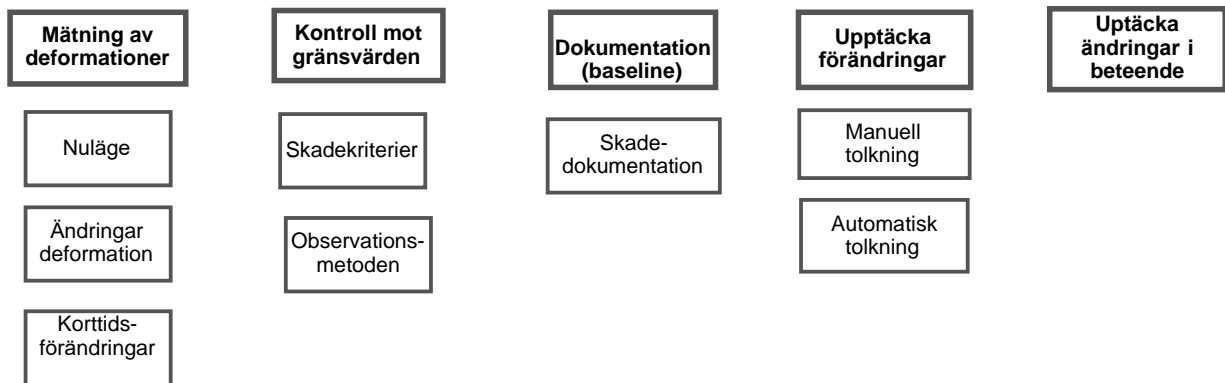 Mätning av
deformationer
Nuläge
Ändringar
deformation
Korttids-
förändringar
Kontroll mot
gränsvärden
Skadekriterier
Observations-
metoden
Dokumentation
(baseline)
Skade-
dokumentation
Upptäcka
förändringar
Manuell
tolkning
Automatisk
tolkning
Uptäcka
ändringar i
beteende